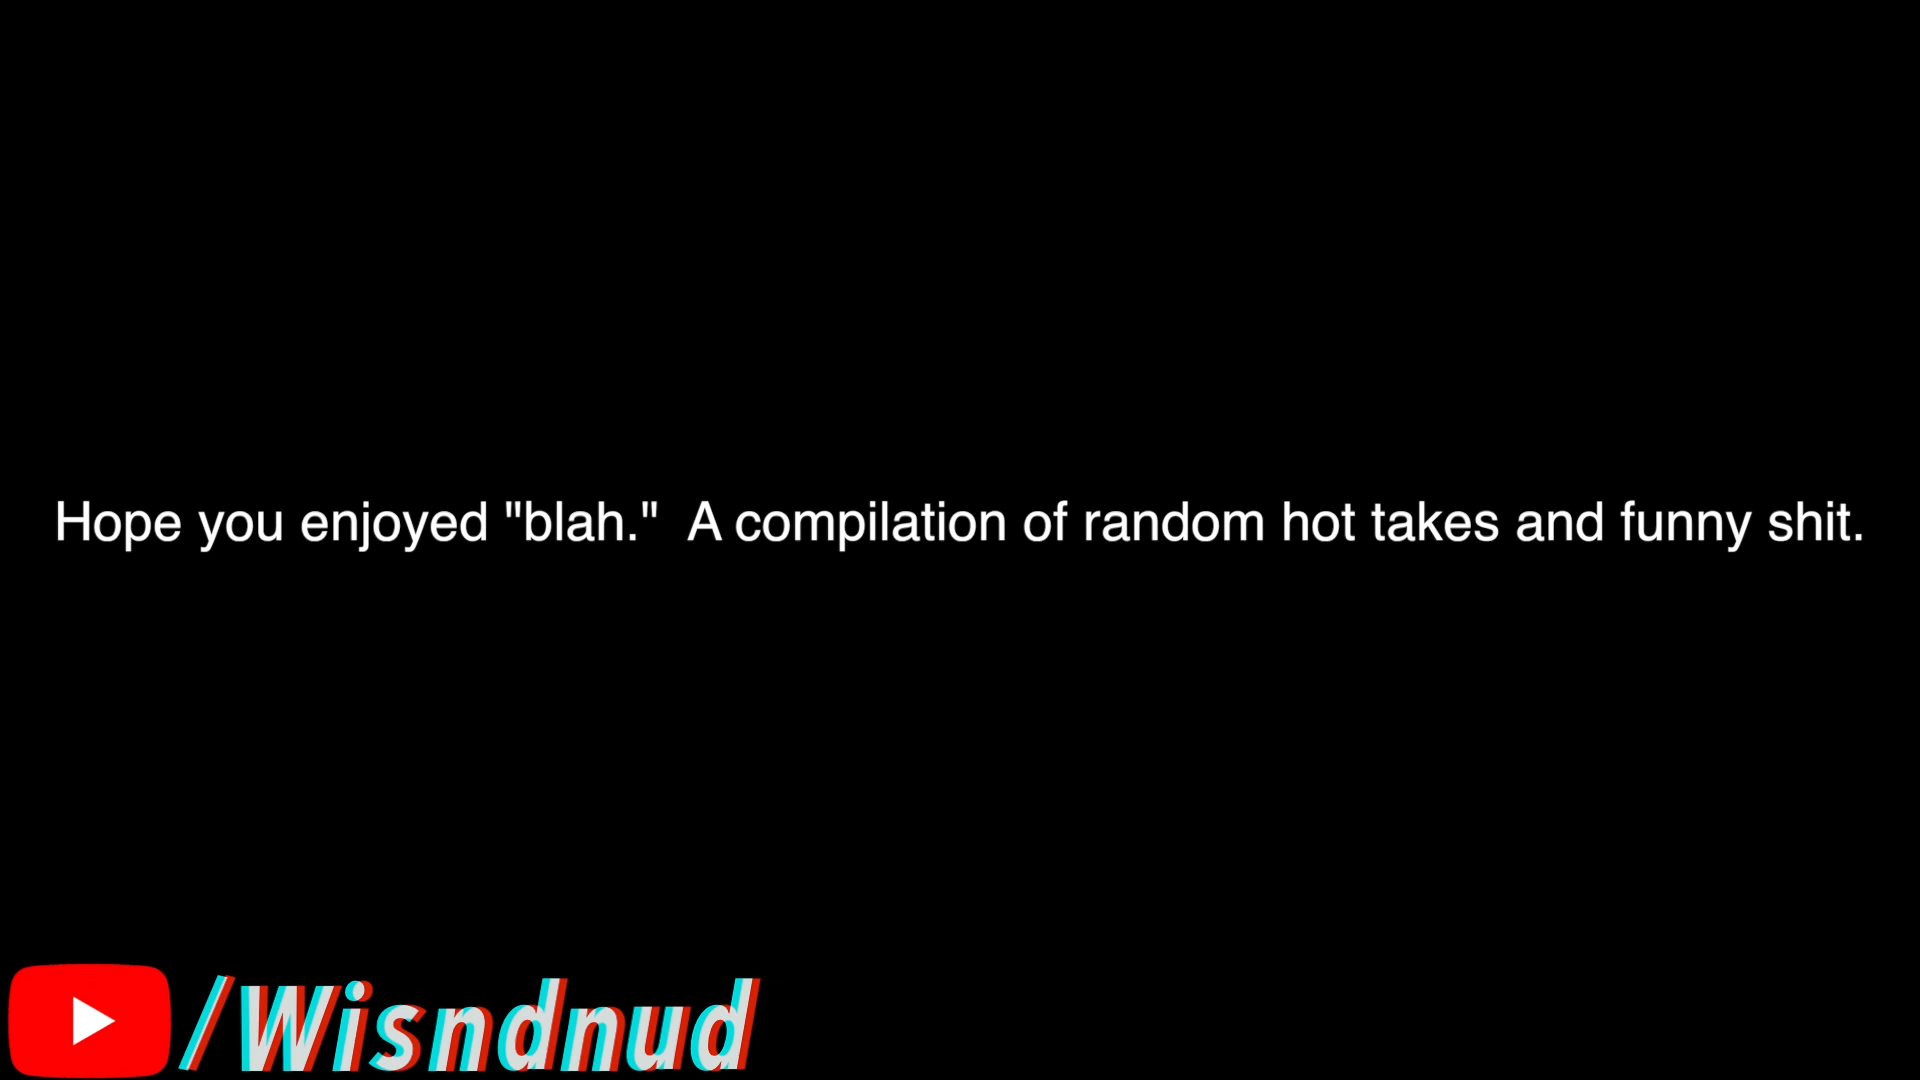 Hope you enjoyed "blah."  A compilation of random hot takes and funny shit.
/Wisndnud